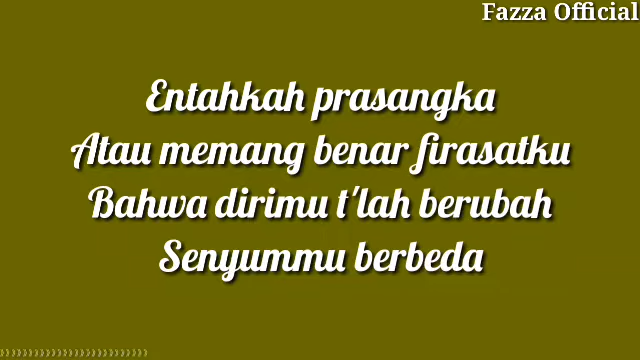 Fazza Official
Entahkah prasangka
Atau memang benar firasatku
Bahwa dirimu t'lah berubah
Senyummu berbeda